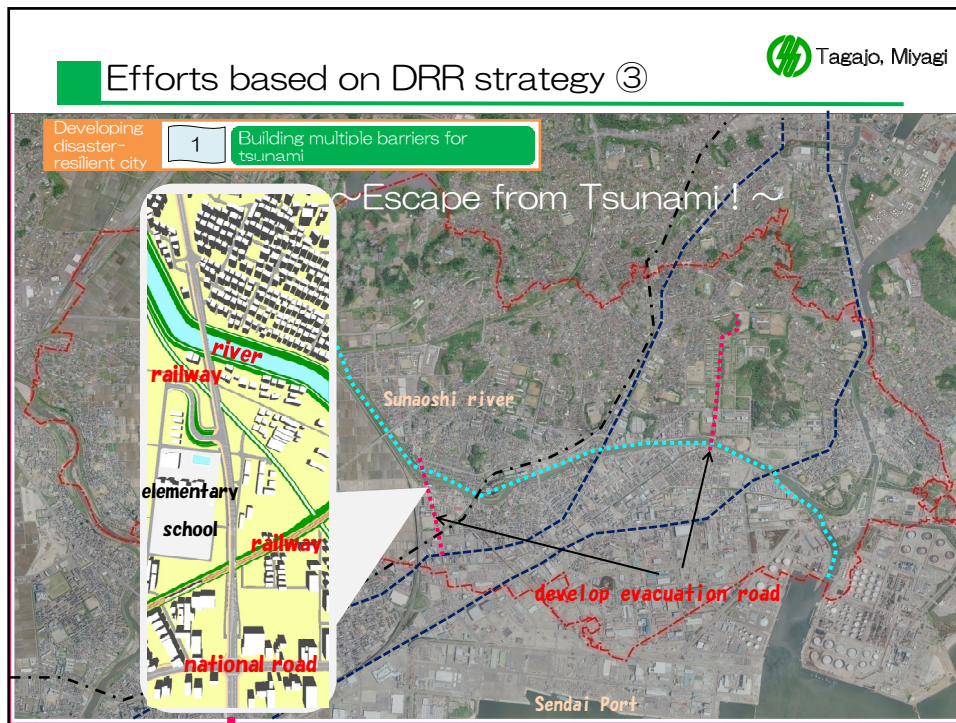 Efforts based on DRR strategy ③
Tagajo, Miyagi
Developing
disaster-
resilient city
1
Building multiple barriers for
tsunami
~Escape from Tsunami! ~
river
railway
Sunaoshi river
elementary
school
railway
develop evacuation road
national road
Sendai Port